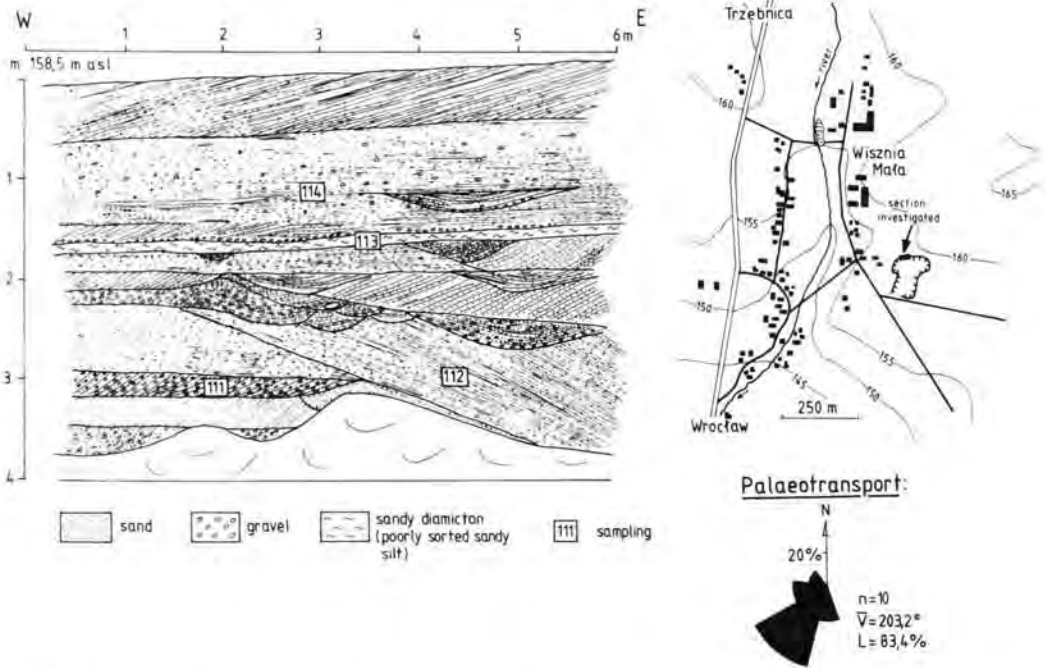 W
E
1 2 3 4 5 6 m
m 158,5 m asl
1
2
3
4
114
113
112
111
sand
gravel
sandy diamicton
(poorly sorted sandy
silt)
111
sampling
Trzebnica
river
160
160
165
Wisznia
Mała
section
investigated
155
160
150
155
145
150
250 m
Wrocław
Palaeotransport:
N
20%
n=10
V̅=203,2°
L=83,4%